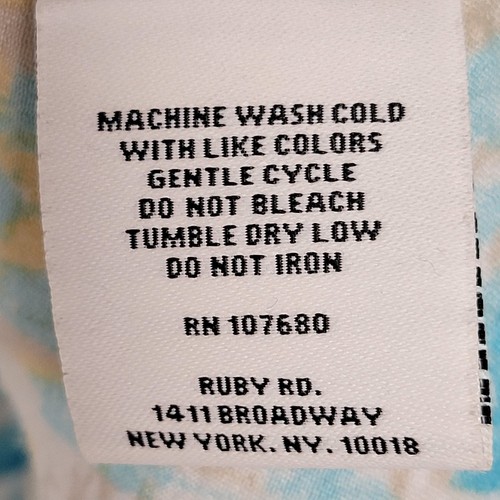 MACHINE WASH COLD
WITH LIKE COLORS
GENTLE CYCLE
DO NOT BLEACH
TUMBLE DRY LOW
DO NOT IRON
RN 107680
RUBY RD.
1411 BROADWAY
NEW YORK. NY. 10018